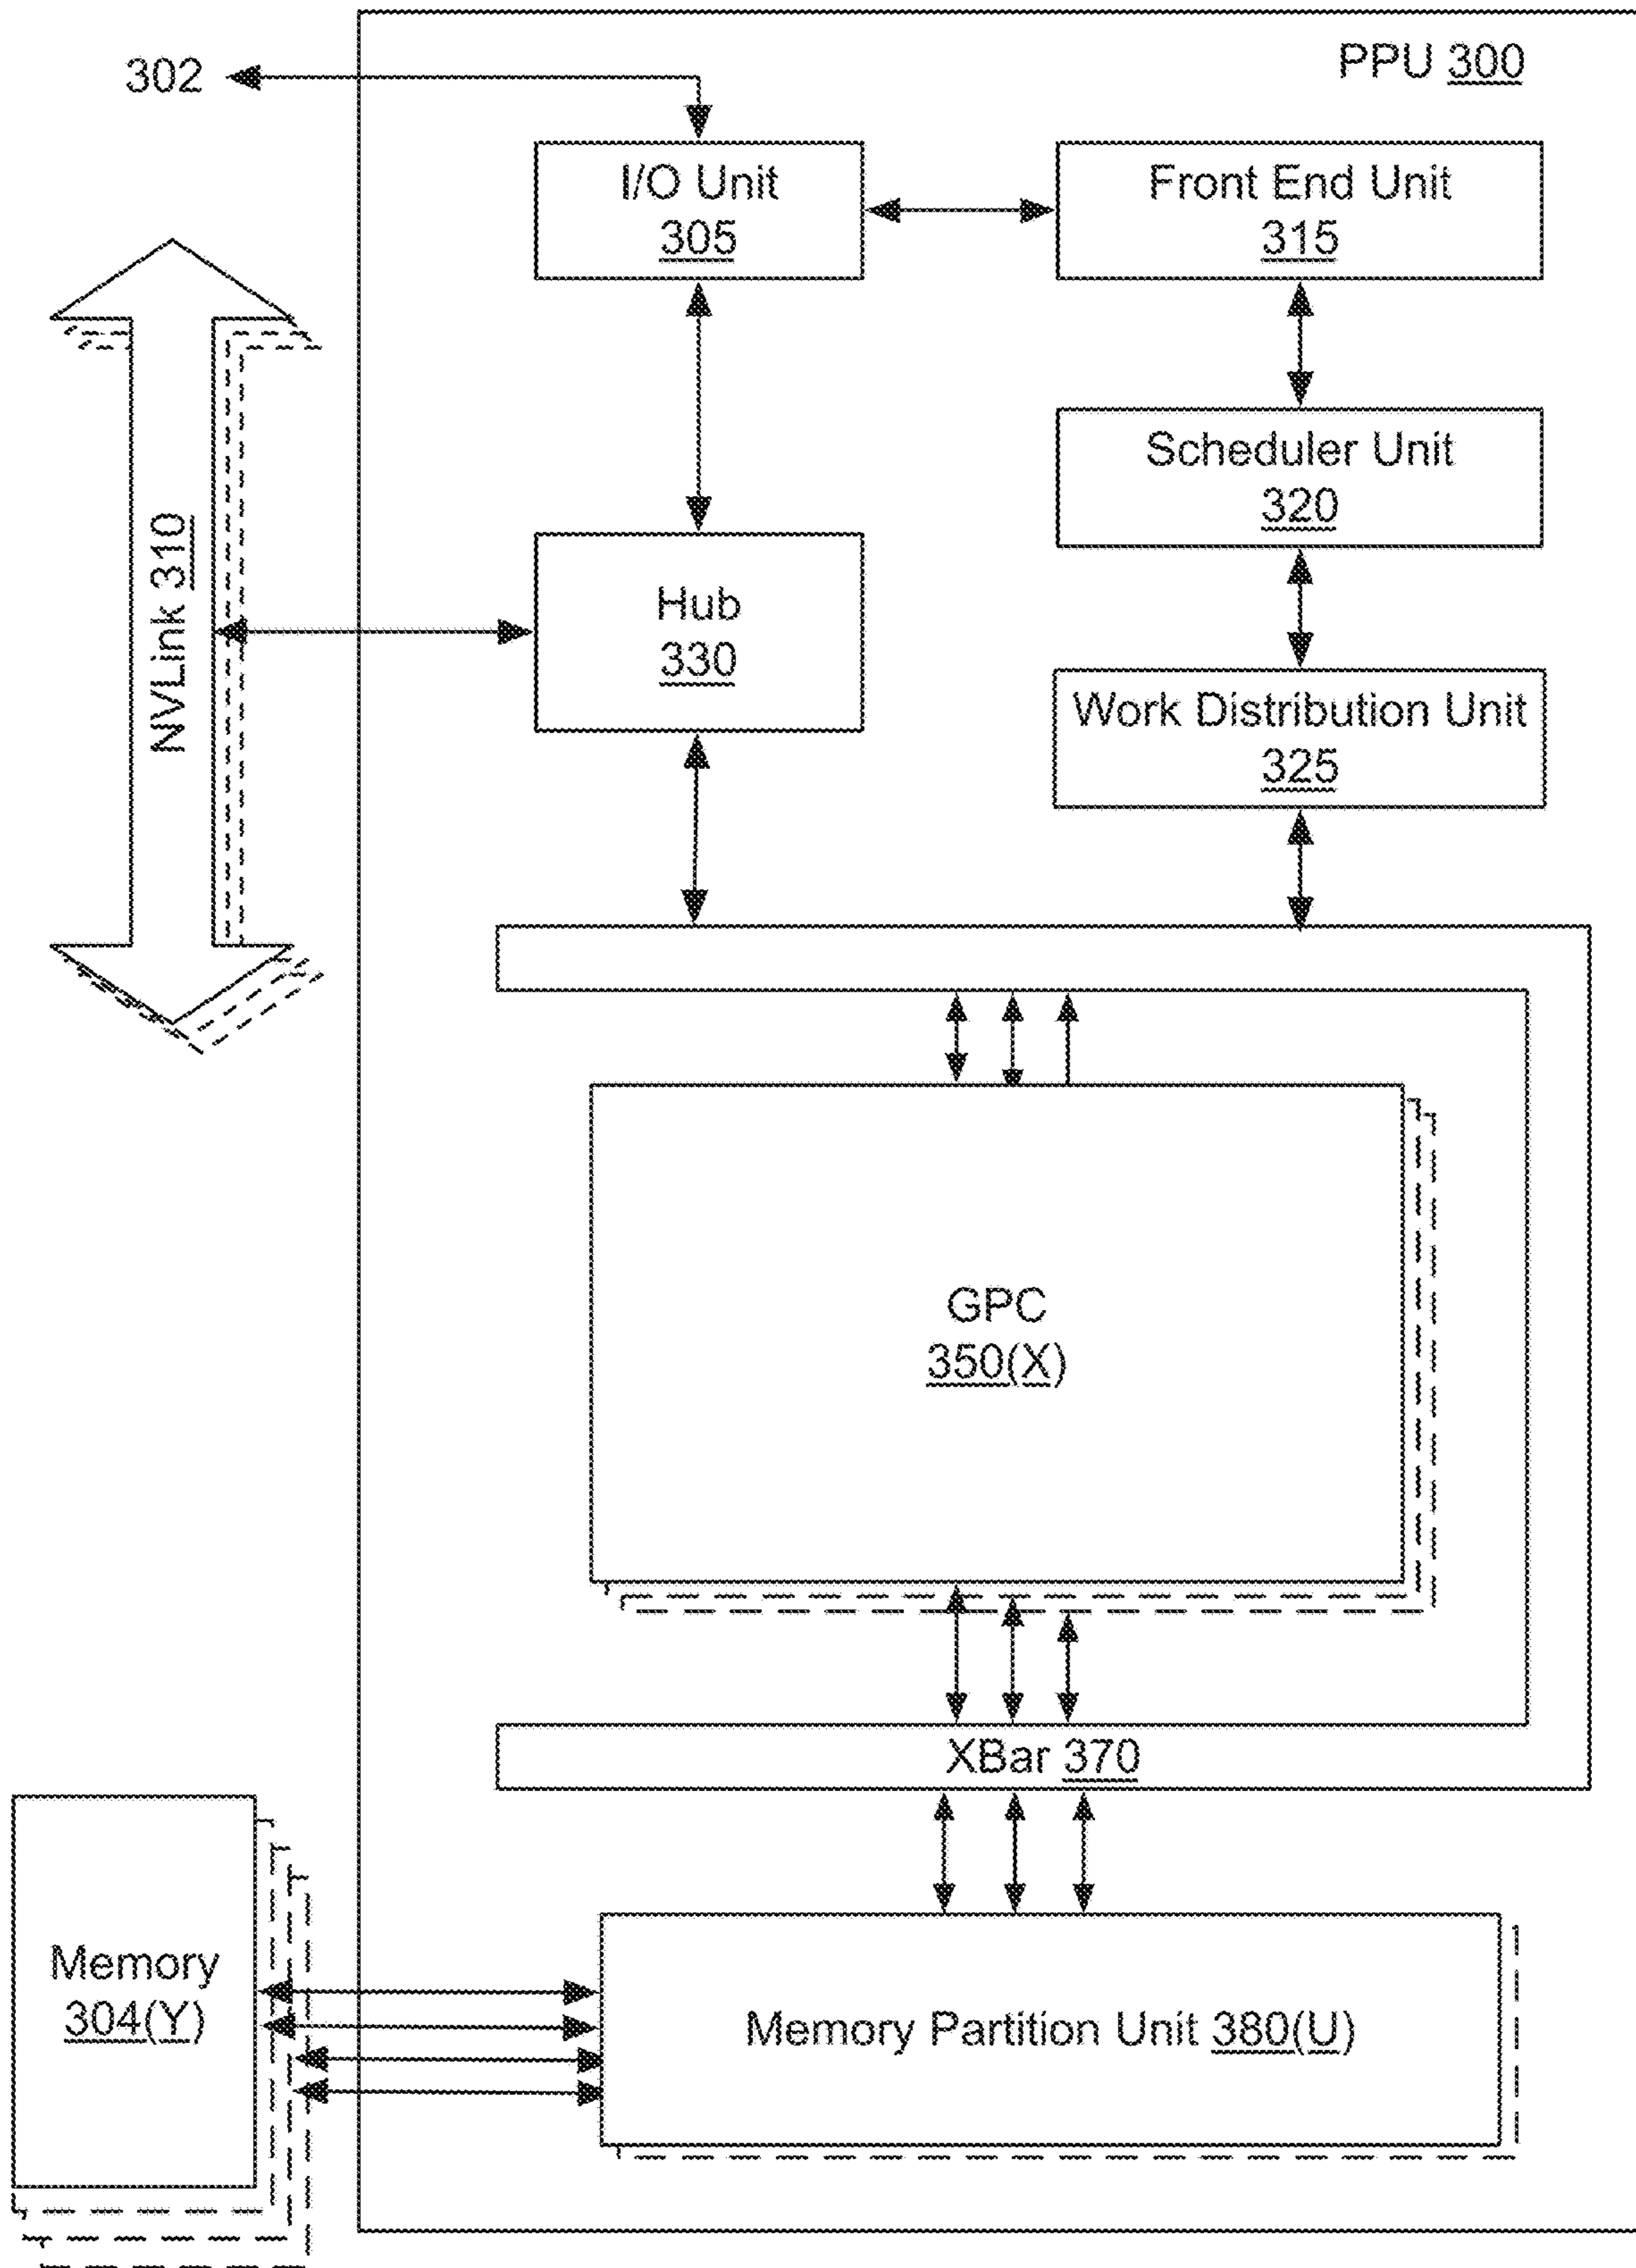 PPU 300
302
I/O Unit
305
Front End Unit
315
Scheduler Unit
320
NVLink 310
Hub
330
Work Distribution Unit
325
GPC
350(X)
XBar 370
Memory
304(Y)
Memory Partition Unit 380(U)